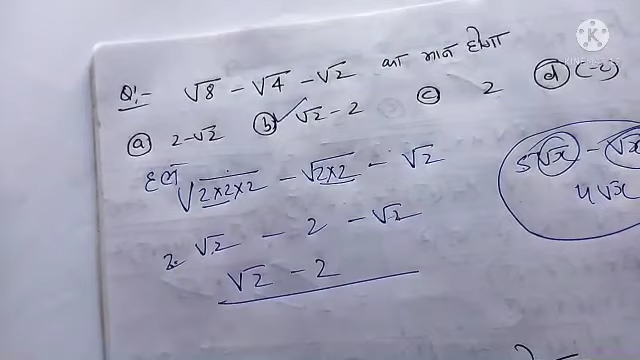 Q:- √8 - √4 - √2 का मान होगा
ⓐ 2-√2 ⓑ √2 - 2 ⓒ 2 ⓓ (-2)
हल √2×2×2 - √2×2 - √2
2√2 - 2 - √2
√2 - 2
5√x - √x
4√x
KINEMASTER